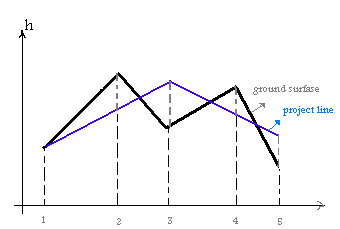 h
ground surfase
project line
1 2 3 4 5